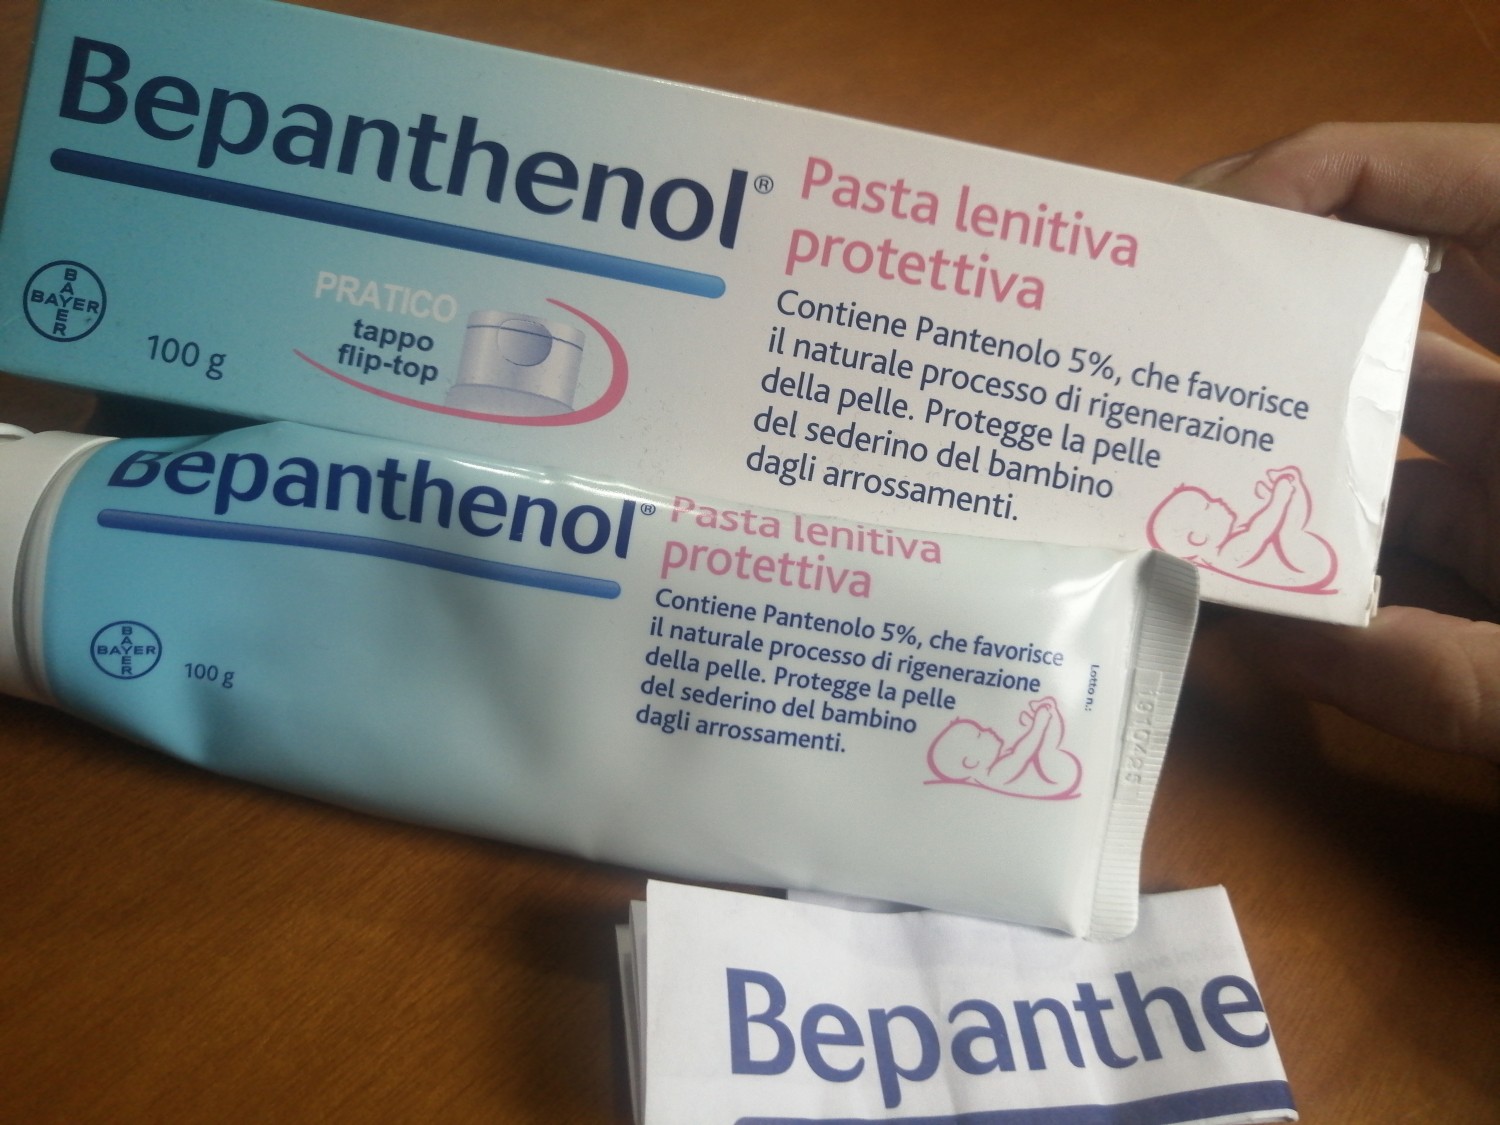 Bepanthenol®
Pasta lenitiva
protettiva
Contiene Pantenolo 5%, che favorisce
il naturale processo di rigenerazione
della pelle. Protegge la pelle
del sederino del bambino
dagli arrossamenti.
PRATICO
tappo
flip-top
BAYER
BAYER
100 g
Bepanthenol®
Pasta lenitiva
protettiva
Contiene Pantenolo 5%, che favorisce
il naturale processo di rigenerazione
della pelle. Protegge la pelle
del sederino del bambino
dagli arrossamenti.
BAYER
BAYER
100 g
Lotto n.:
Bepanthe